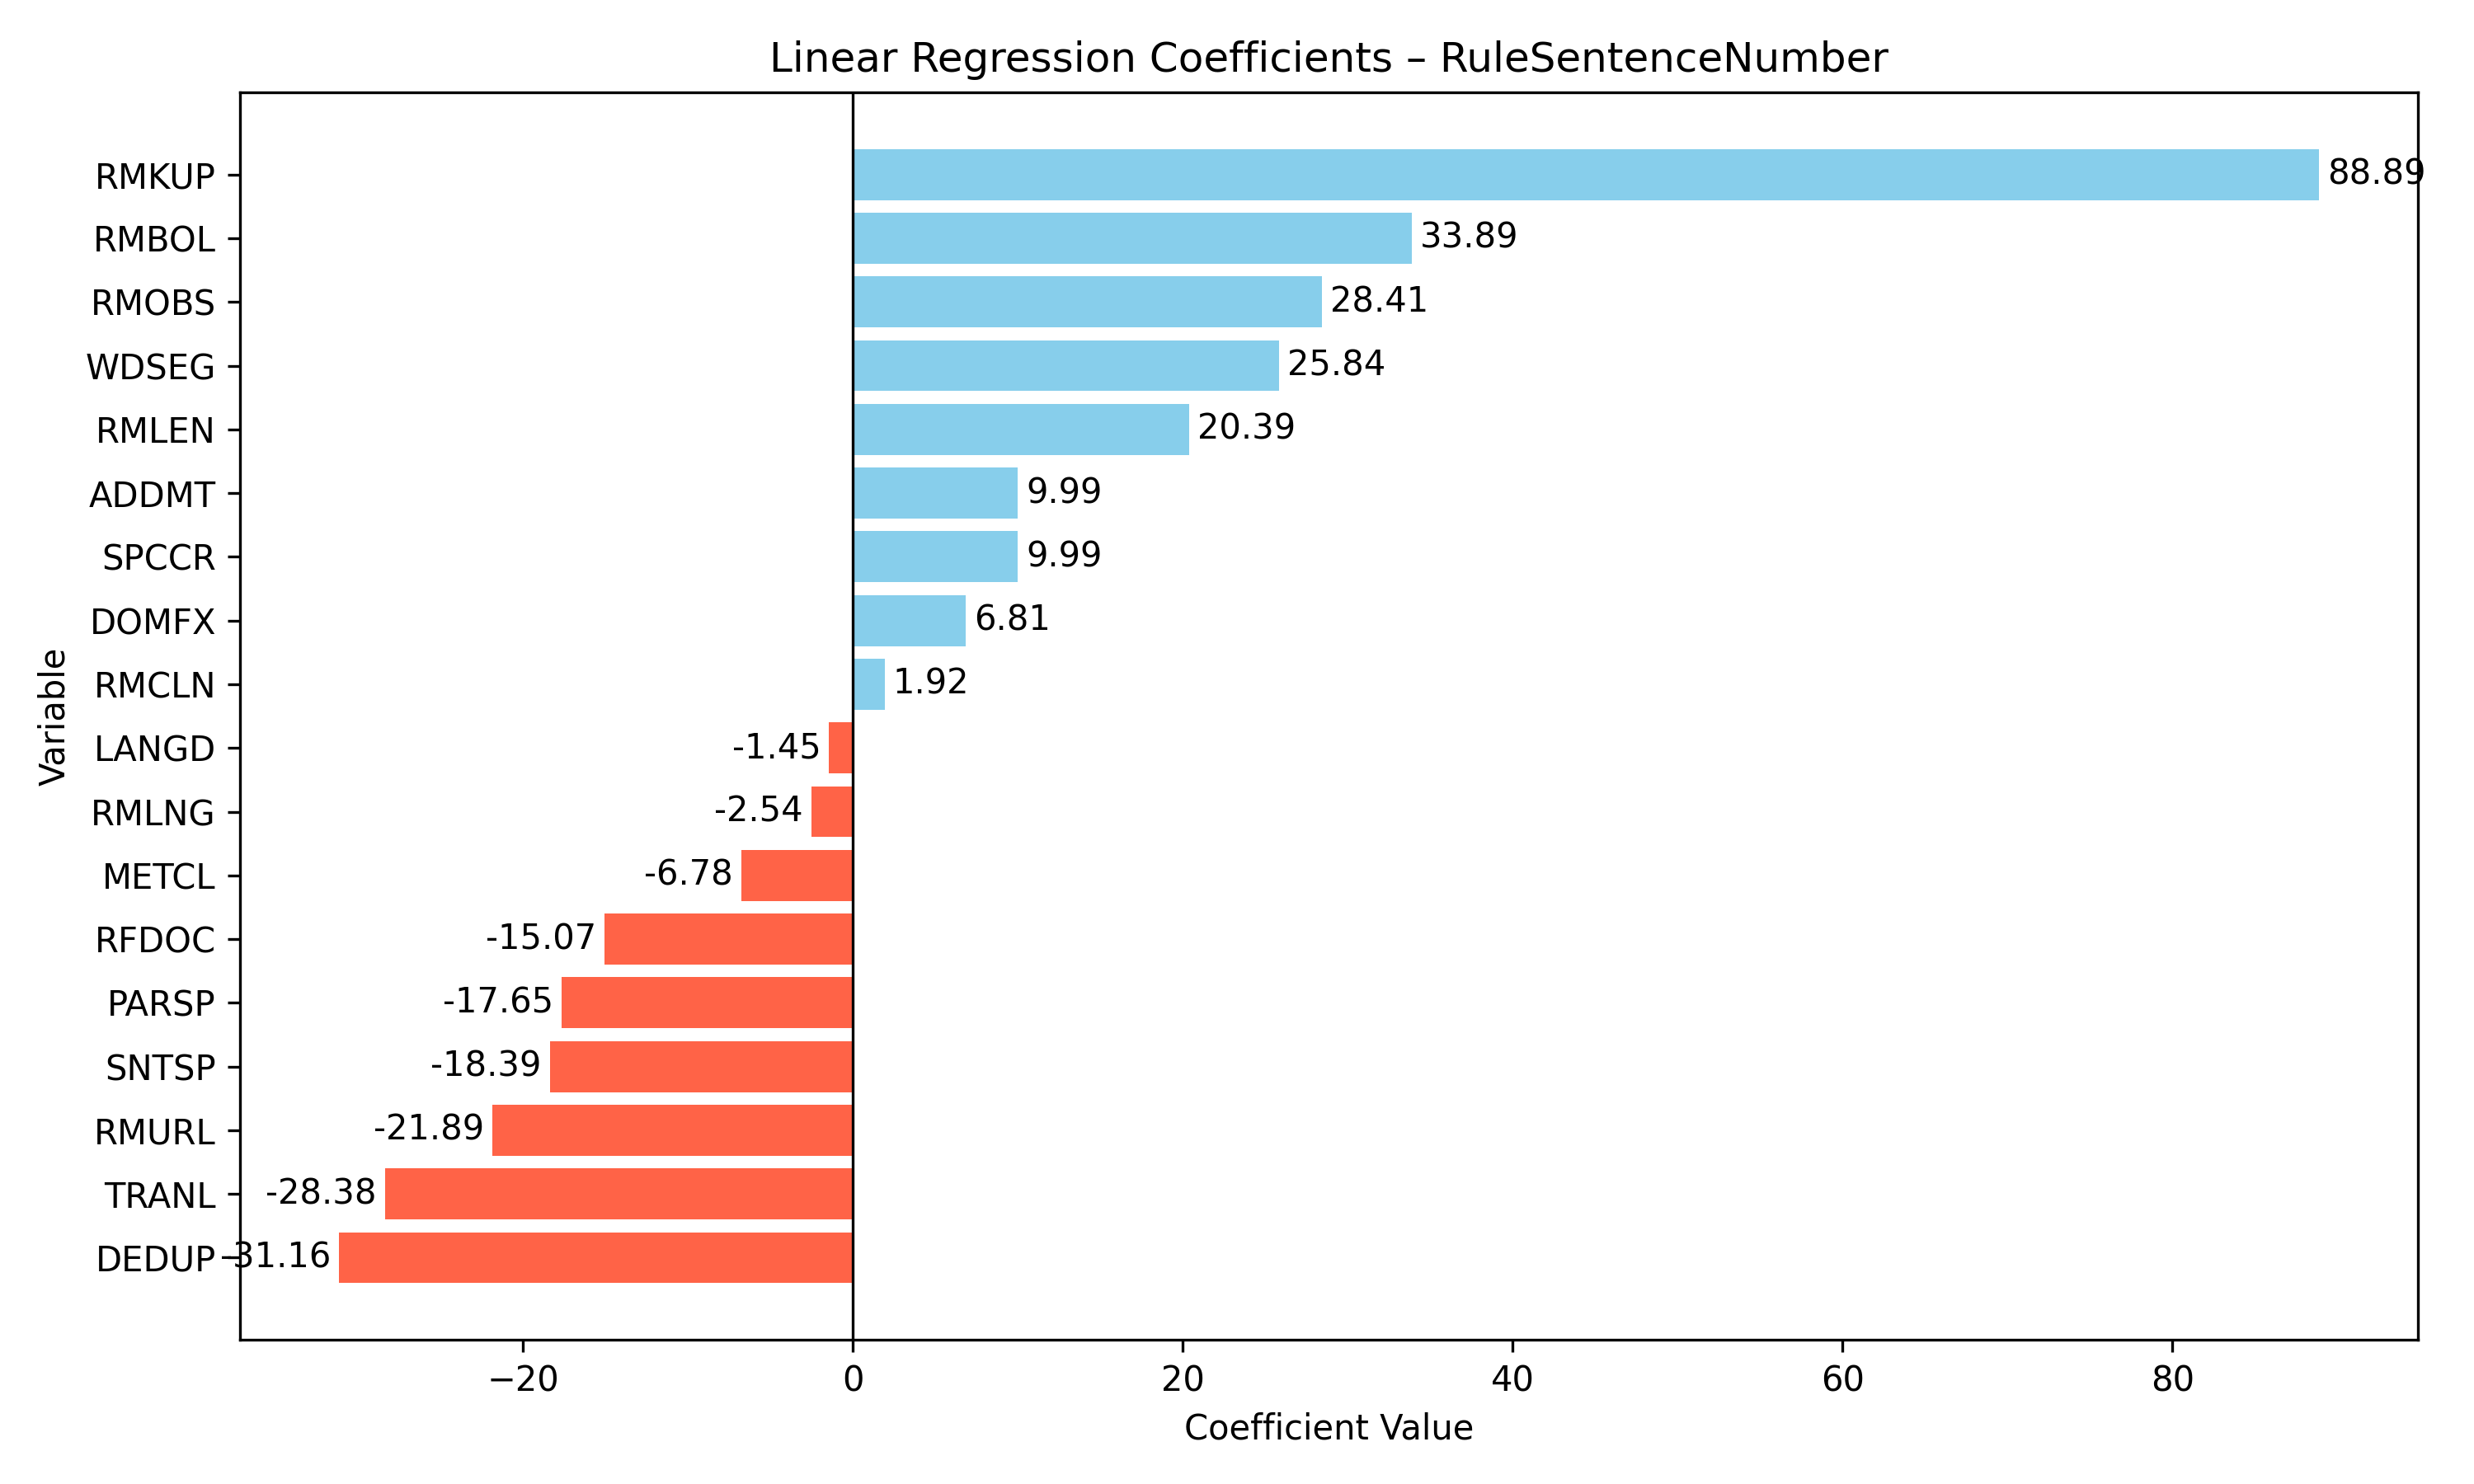 Linear Regression Coefficients – RuleSentenceNumber
Variable
RMKUP 88.89
RMBOL 33.89
RMOBS 28.41
WDSEG 25.84
RMLEN 20.39
ADDMT 9.99
SPCCR 9.99
DOMFX 6.81
RMCLN 1.92
LANGD -1.45
RMLNG -2.54
METCL -6.78
RFDOC -15.07
PARSP -17.65
SNTSP -18.39
RMURL -21.89
TRANL -28.38
DEDUP -31.16
−20 0 20 40 60 80
Coefficient Value